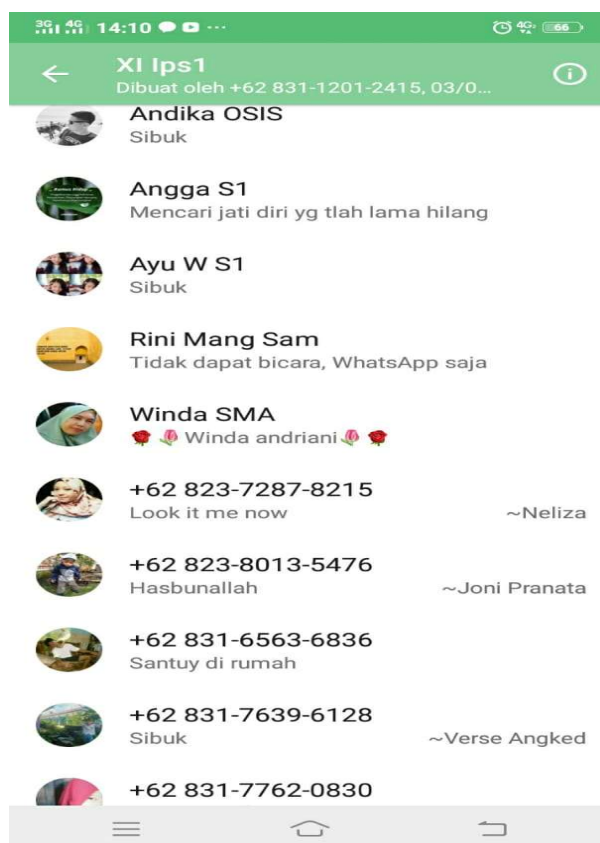 3G 4G 14:10 ... 4G 66
XI Ips1
Dibuat oleh +62 831-1201-2415, 03/0...
Andika OSIS
Sibuk
Angga S1
Mencari jati diri yg tlah lama hilang
Ayu W S1
Sibuk
Rini Mang Sam
Tidak dapat bicara, WhatsApp saja
Winda SMA
🌹🌷Winda andriani🌷🌹
+62 823-7287-8215
Look it me now ~Neliza
+62 823-8013-5476
Hasbunallah ~Joni Pranata
+62 831-6563-6836
Santuy di rumah
+62 831-7639-6128
Sibuk ~Verse Angked
+62 831-7762-0830